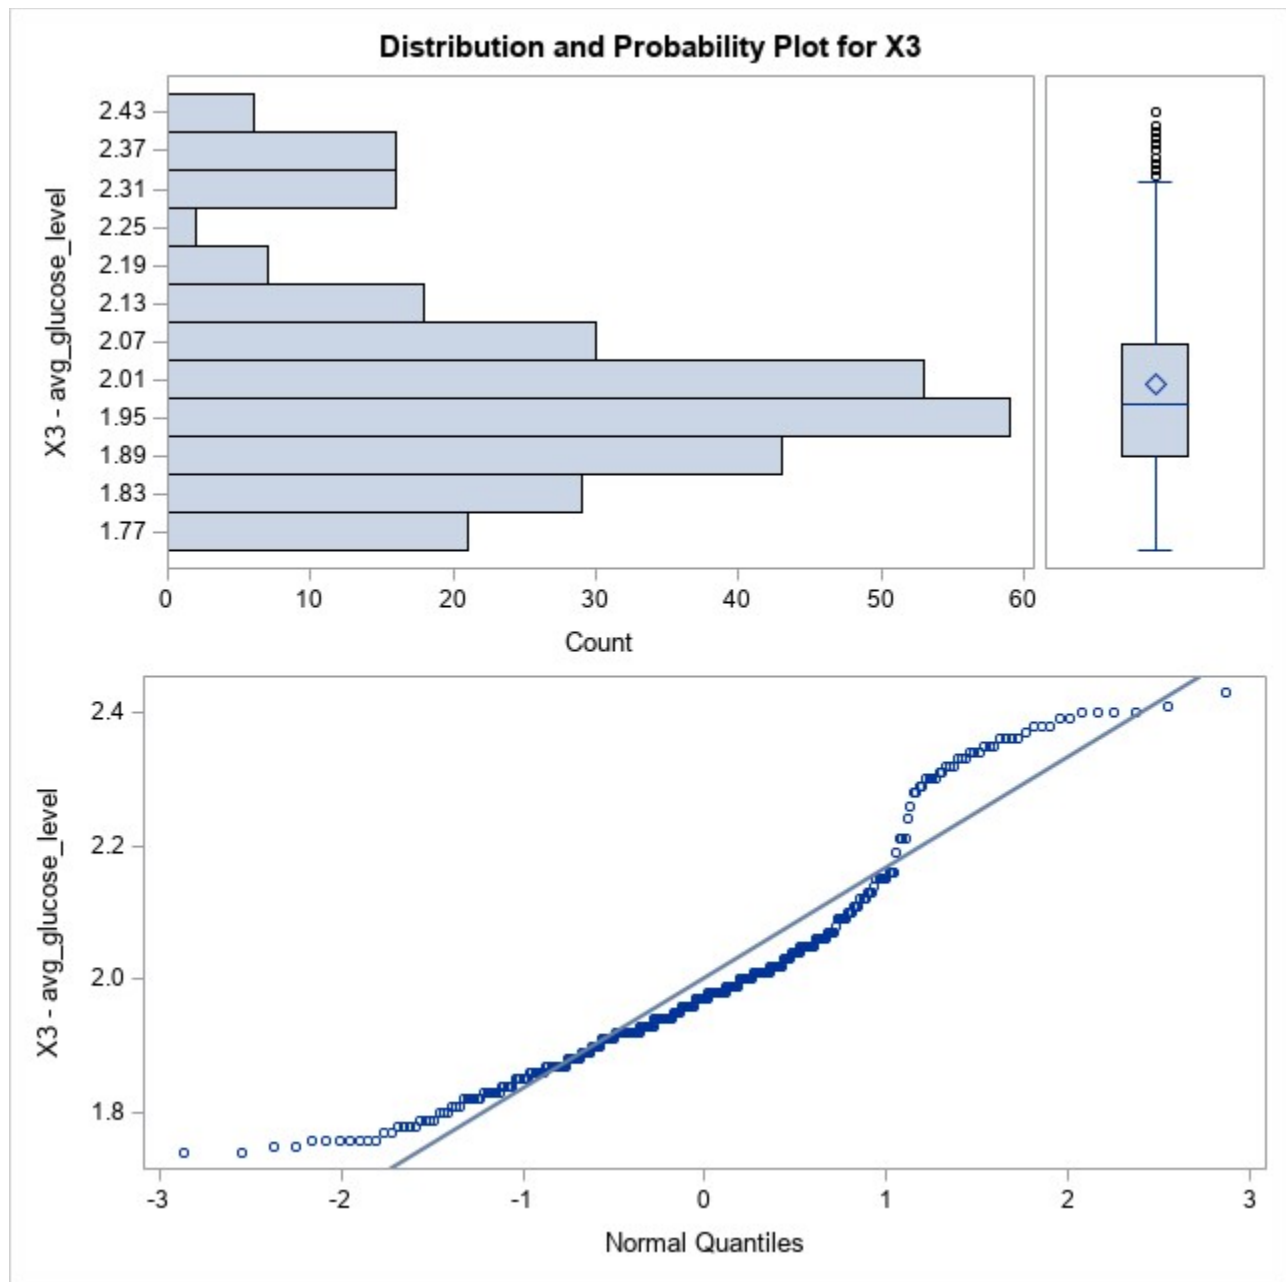 Distribution and Probability Plot for X3
X3 - avg_glucose_level
2.43
2.37
2.31
2.25
2.19
2.13
2.07
2.01
1.95
1.89
1.83
1.77
0 10 20 30 40 50 60
Count
X3 - avg_glucose_level
2.4
2.2
2.0
1.8
-3 -2 -1 0 1 2 3
Normal Quantiles